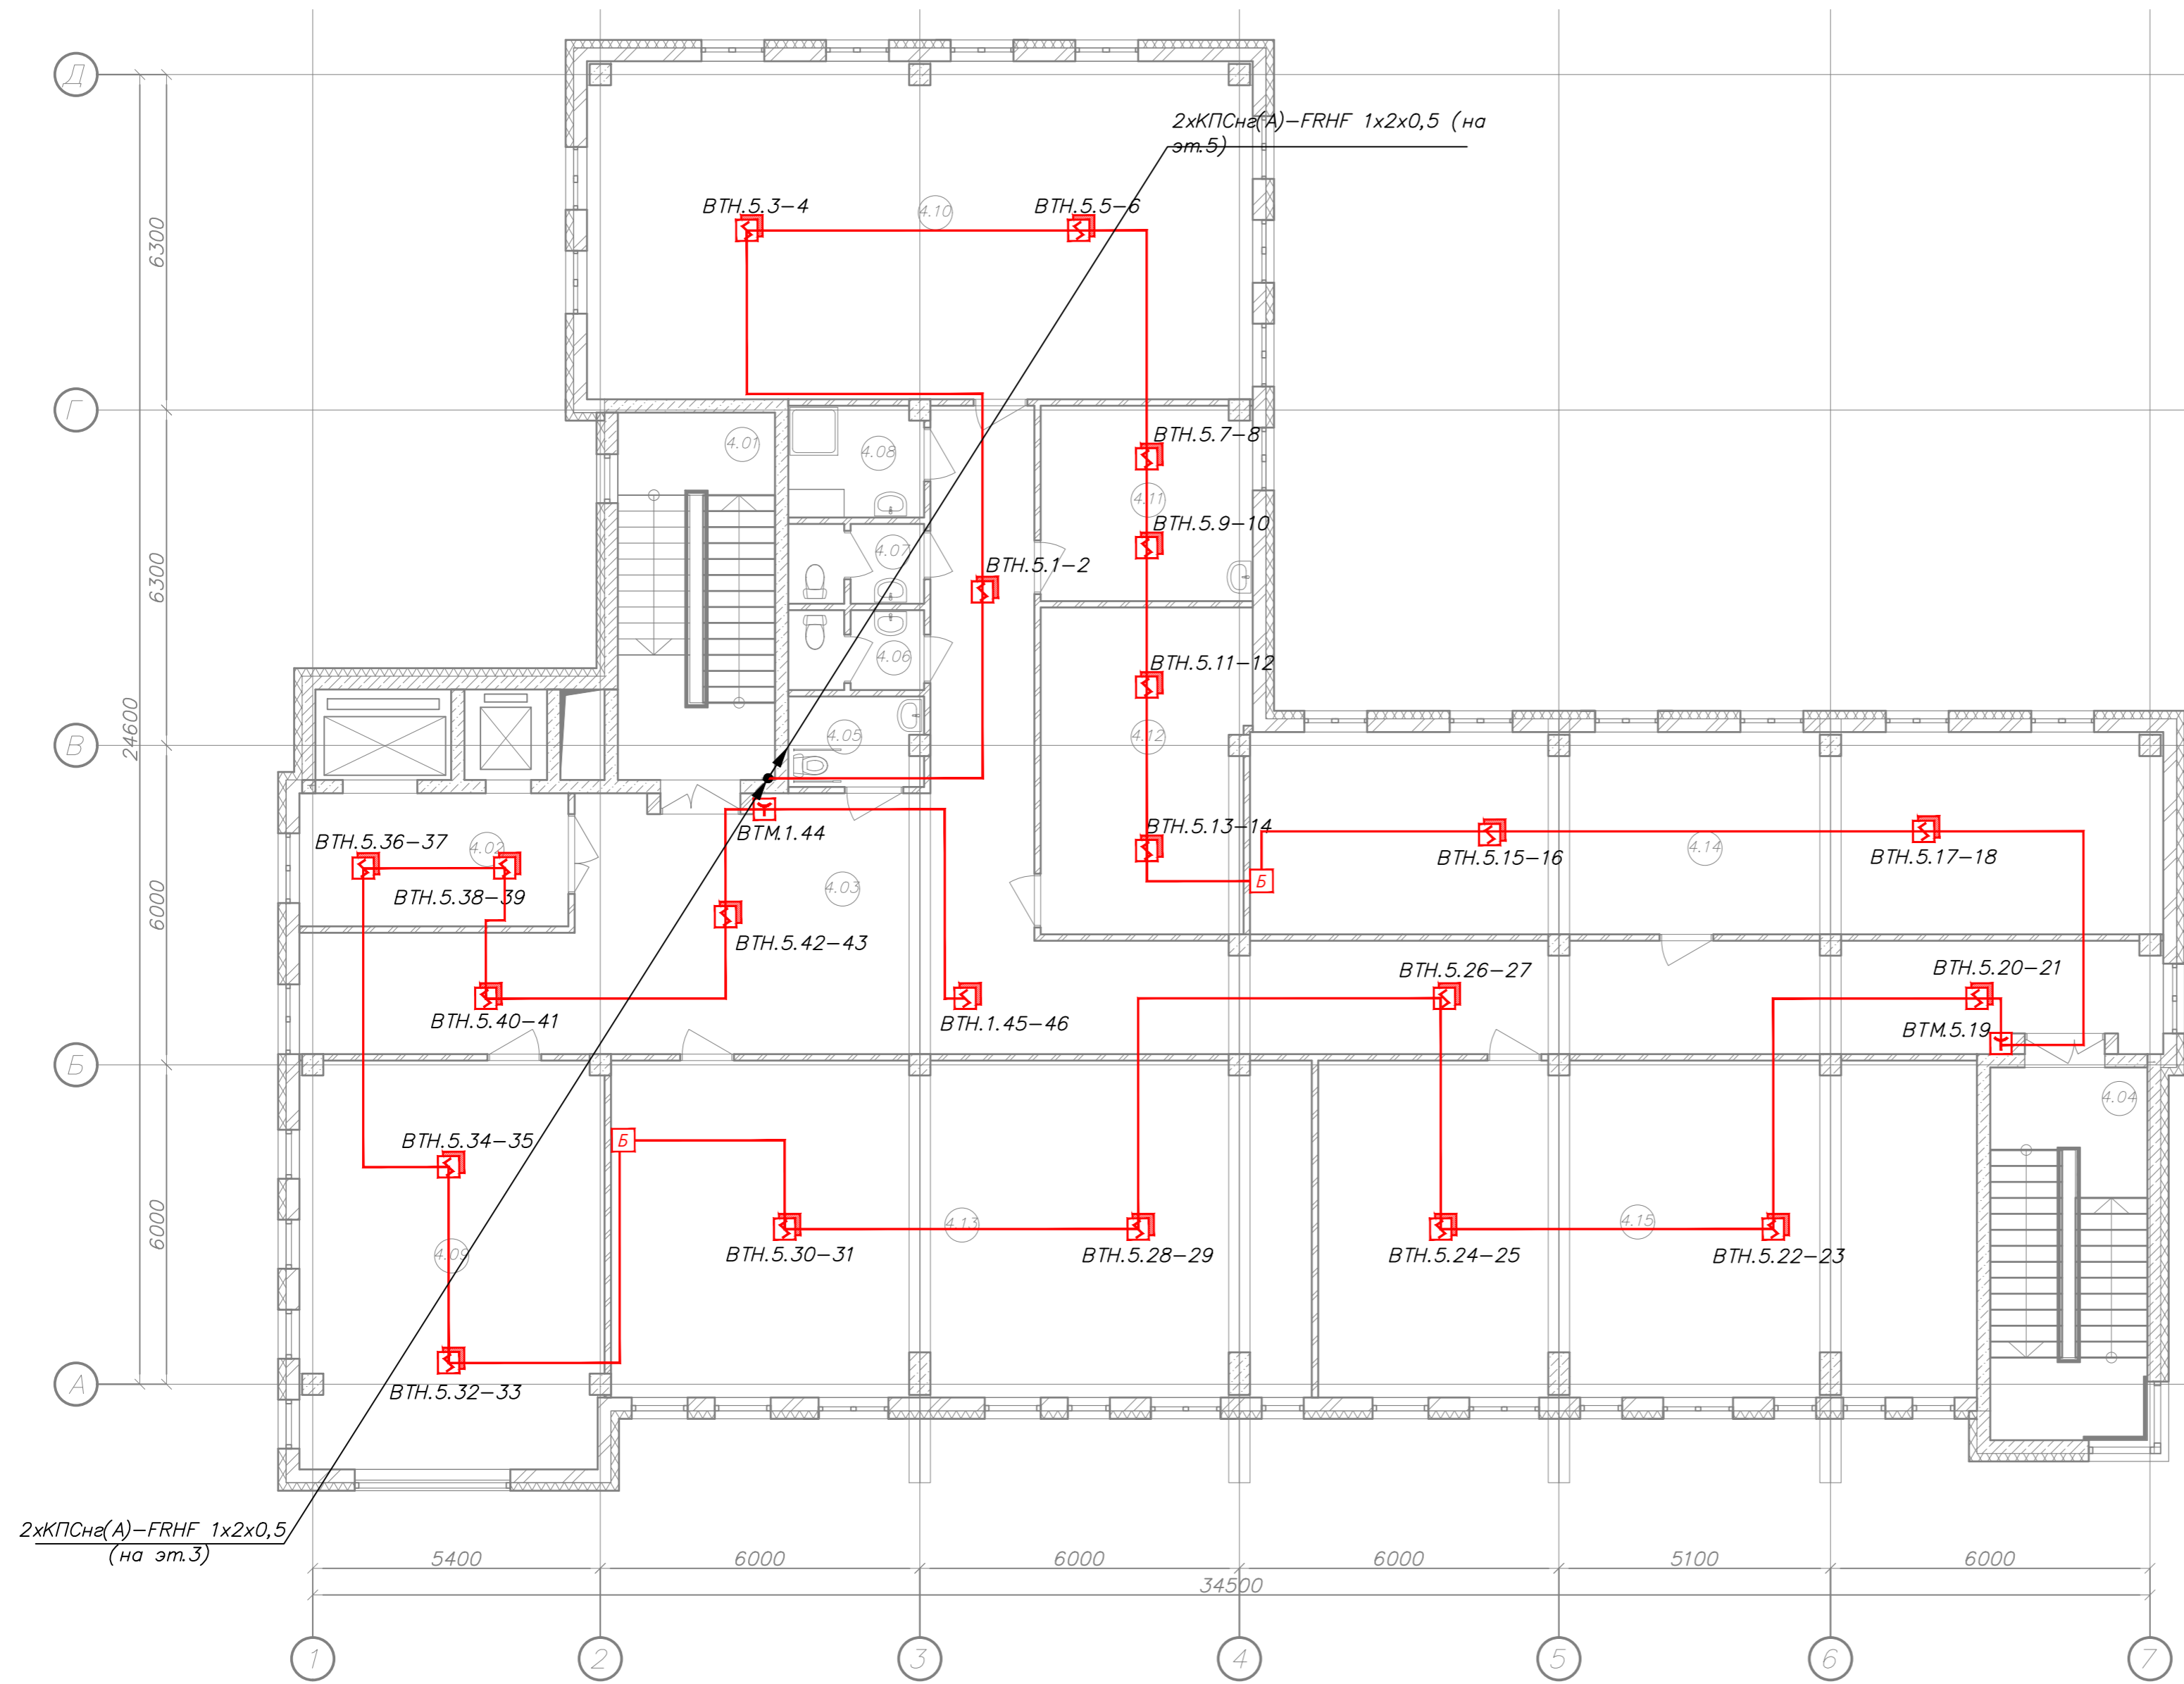 Д
2хКПСнг(А)-FRHF 1х2х0,5 (на
эт.5)
ВТН.5.3-4
4.10
ВТН.5.5-6
6300
Г
4.01
4.08
ВТН.5.7-8
4.11
ВТН.5.9-10
4.07
ВТН.5.1-2
6300
4.06
ВТН.5.11-12
24600
В
4.05
4.12
ВТН.5.36-37
4.02
ВТМ.1.44
ВТН.5.13-14
ВТН.5.15-16
4.14
ВТН.5.17-18
Б
ВТН.5.38-39
4.03
6000
ВТН.5.42-43
ВТН.5.26-27
ВТН.5.20-21
ВТН.5.40-41
ВТН.1.45-46
ВТМ.5.19
Б
4.04
ВТН.5.34-35
Б
6000
4.09
ВТН.5.30-31
4.13
ВТН.5.28-29
ВТН.5.24-25
4.15
ВТН.5.22-23
А
ВТН.5.32-33
2хКПСнг(А)-FRHF 1х2х0,5
(на эт.3)
5400
6000
6000
6000
5100
6000
34500
1
2
3
4
5
6
7